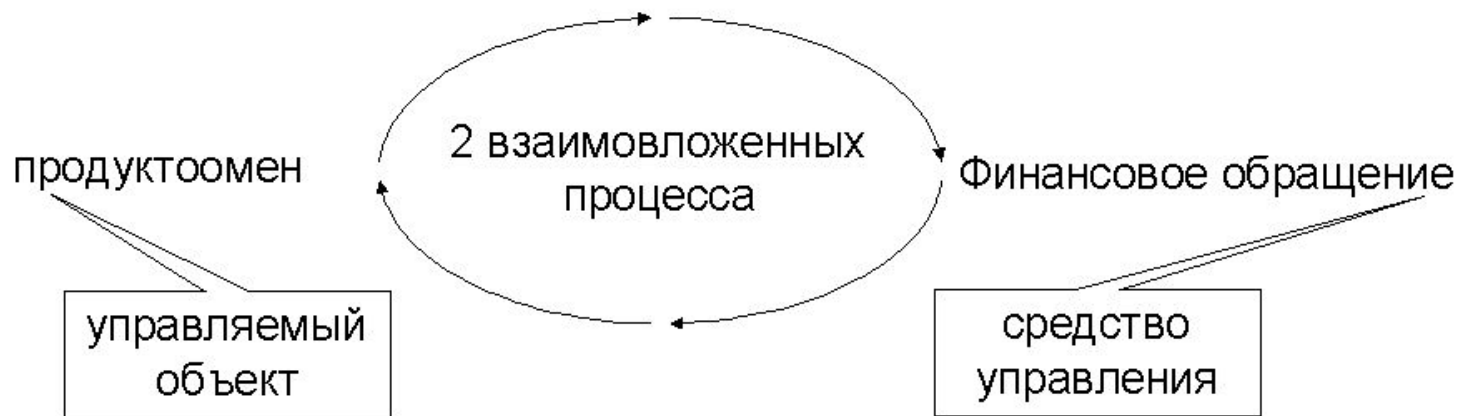 2 взаимовложенных
процесса
продуктоомен
Финансовое обращение
управляемый
объект
средство
управления